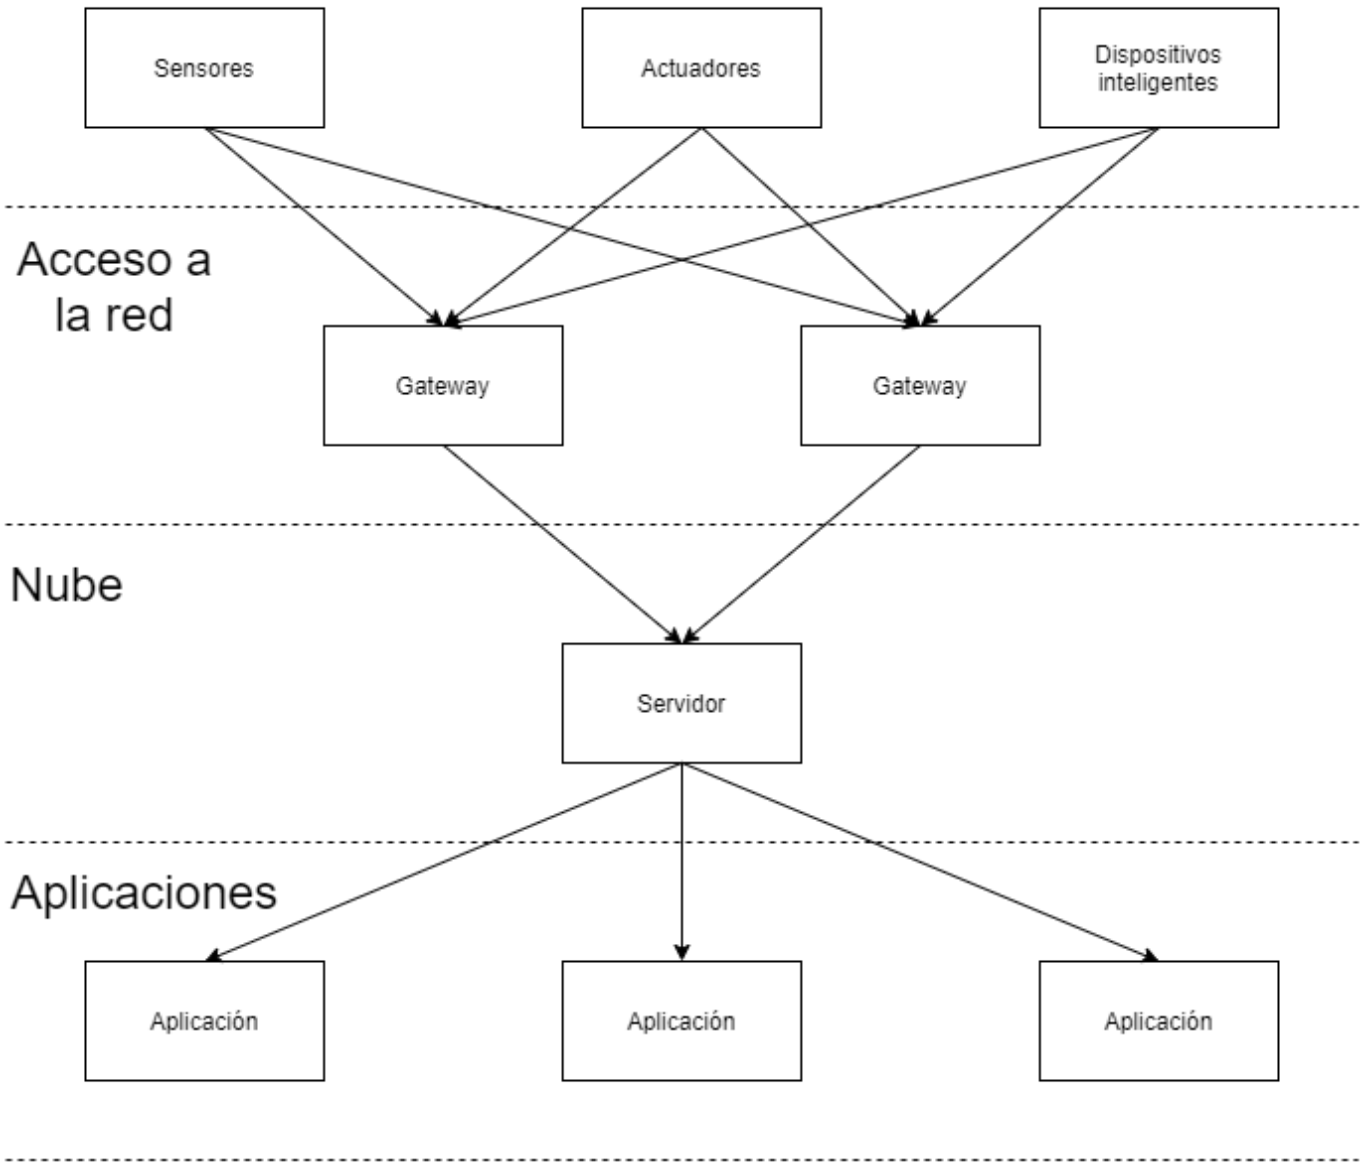 Sensores
Actuadores
Dispositivos
inteligentes
Acceso a
la red
Gateway
Gateway
Nube
Servidor
Aplicaciones
Aplicación
Aplicación
Aplicación